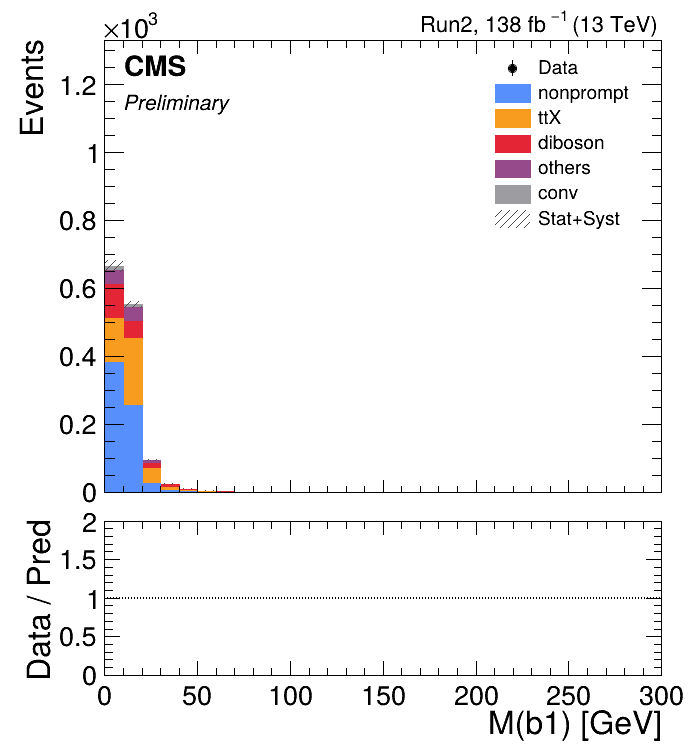 ×10³ Run2, 138 fb⁻¹ (13 TeV)
Events
CMS
Preliminary
Data
nonprompt
ttX
diboson
others
conv
Stat+Syst
1.2
1
0.8
0.6
0.4
0.2
0
Data / Pred
2
1.5
1
0.5
0
0 50 100 150 200 250 300
M(b1) [GeV]